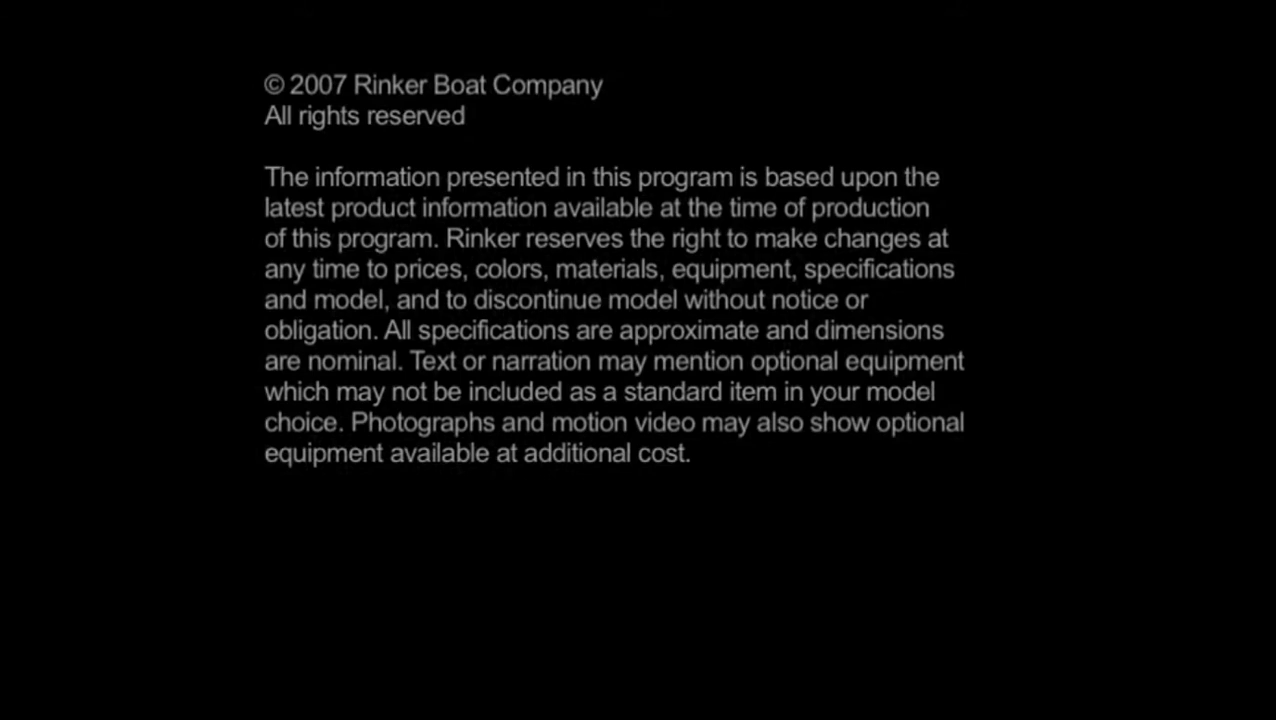 © 2007 Rinker Boat Company
All rights reserved
The information presented in this program is based upon the
latest product information available at the time of production
of this program. Rinker reserves the right to make changes at
any time to prices, colors, materials, equipment, specifications
and model, and to discontinue model without notice or
obligation. All specifications are approximate and dimensions
are nominal. Text or narration may mention optional equipment
which may not be included as a standard item in your model
choice. Photographs and motion video may also show optional
equipment available at additional cost.